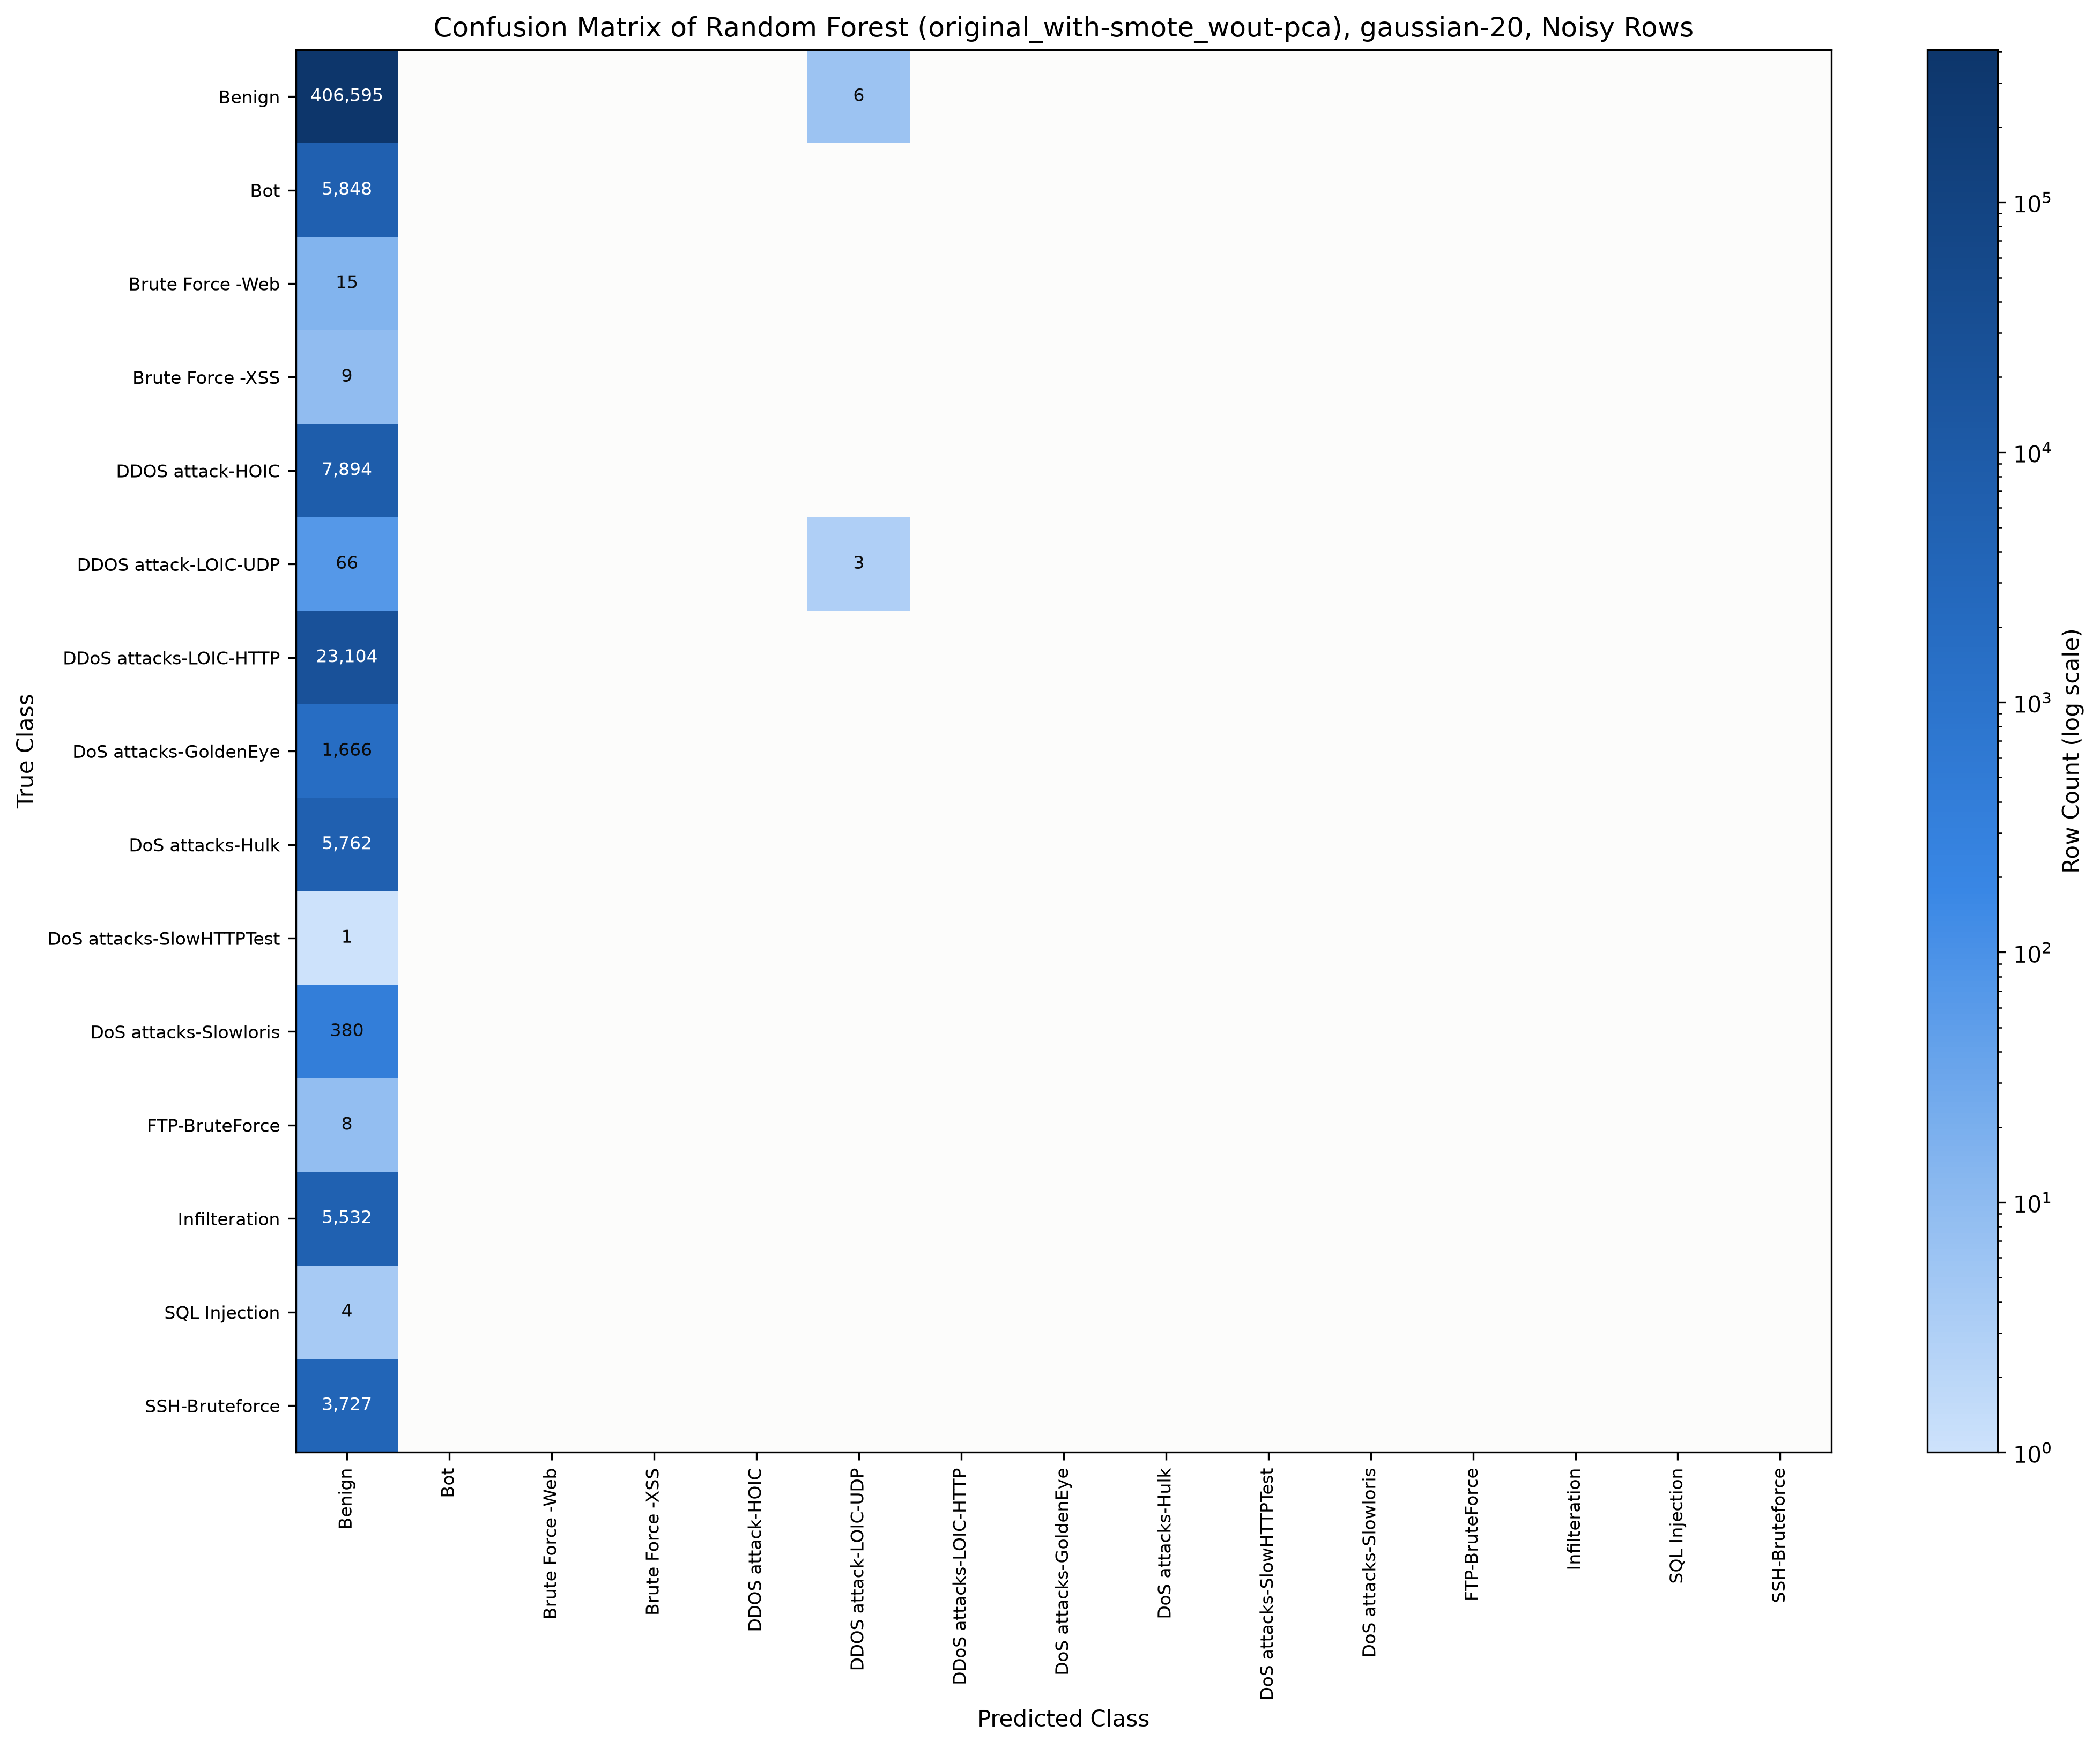 Confusion Matrix of Random Forest (original_with-smote_wout-pca), gaussian-20, Noisy Rows
True Class
Benign 406,595 6
Bot 5,848
Brute Force -Web 15
Brute Force -XSS 9
DDOS attack-HOIC 7,894
DDOS attack-LOIC-UDP 66 3
DDoS attacks-LOIC-HTTP 23,104
DoS attacks-GoldenEye 1,666
DoS attacks-Hulk 5,762
DoS attacks-SlowHTTPTest 1
DoS attacks-Slowloris 380
FTP-BruteForce 8
Infilteration 5,532
SQL Injection 4
SSH-Bruteforce 3,727
Benign
Bot
Brute Force -Web
Brute Force -XSS
DDOS attack-HOIC
DDOS attack-LOIC-UDP
DDoS attacks-LOIC-HTTP
DoS attacks-GoldenEye
DoS attacks-Hulk
DoS attacks-SlowHTTPTest
DoS attacks-Slowloris
FTP-BruteForce
Infilteration
SQL Injection
SSH-Bruteforce
Predicted Class
10⁵
10⁴
10³
10²
10¹
10⁰
Row Count (log scale)